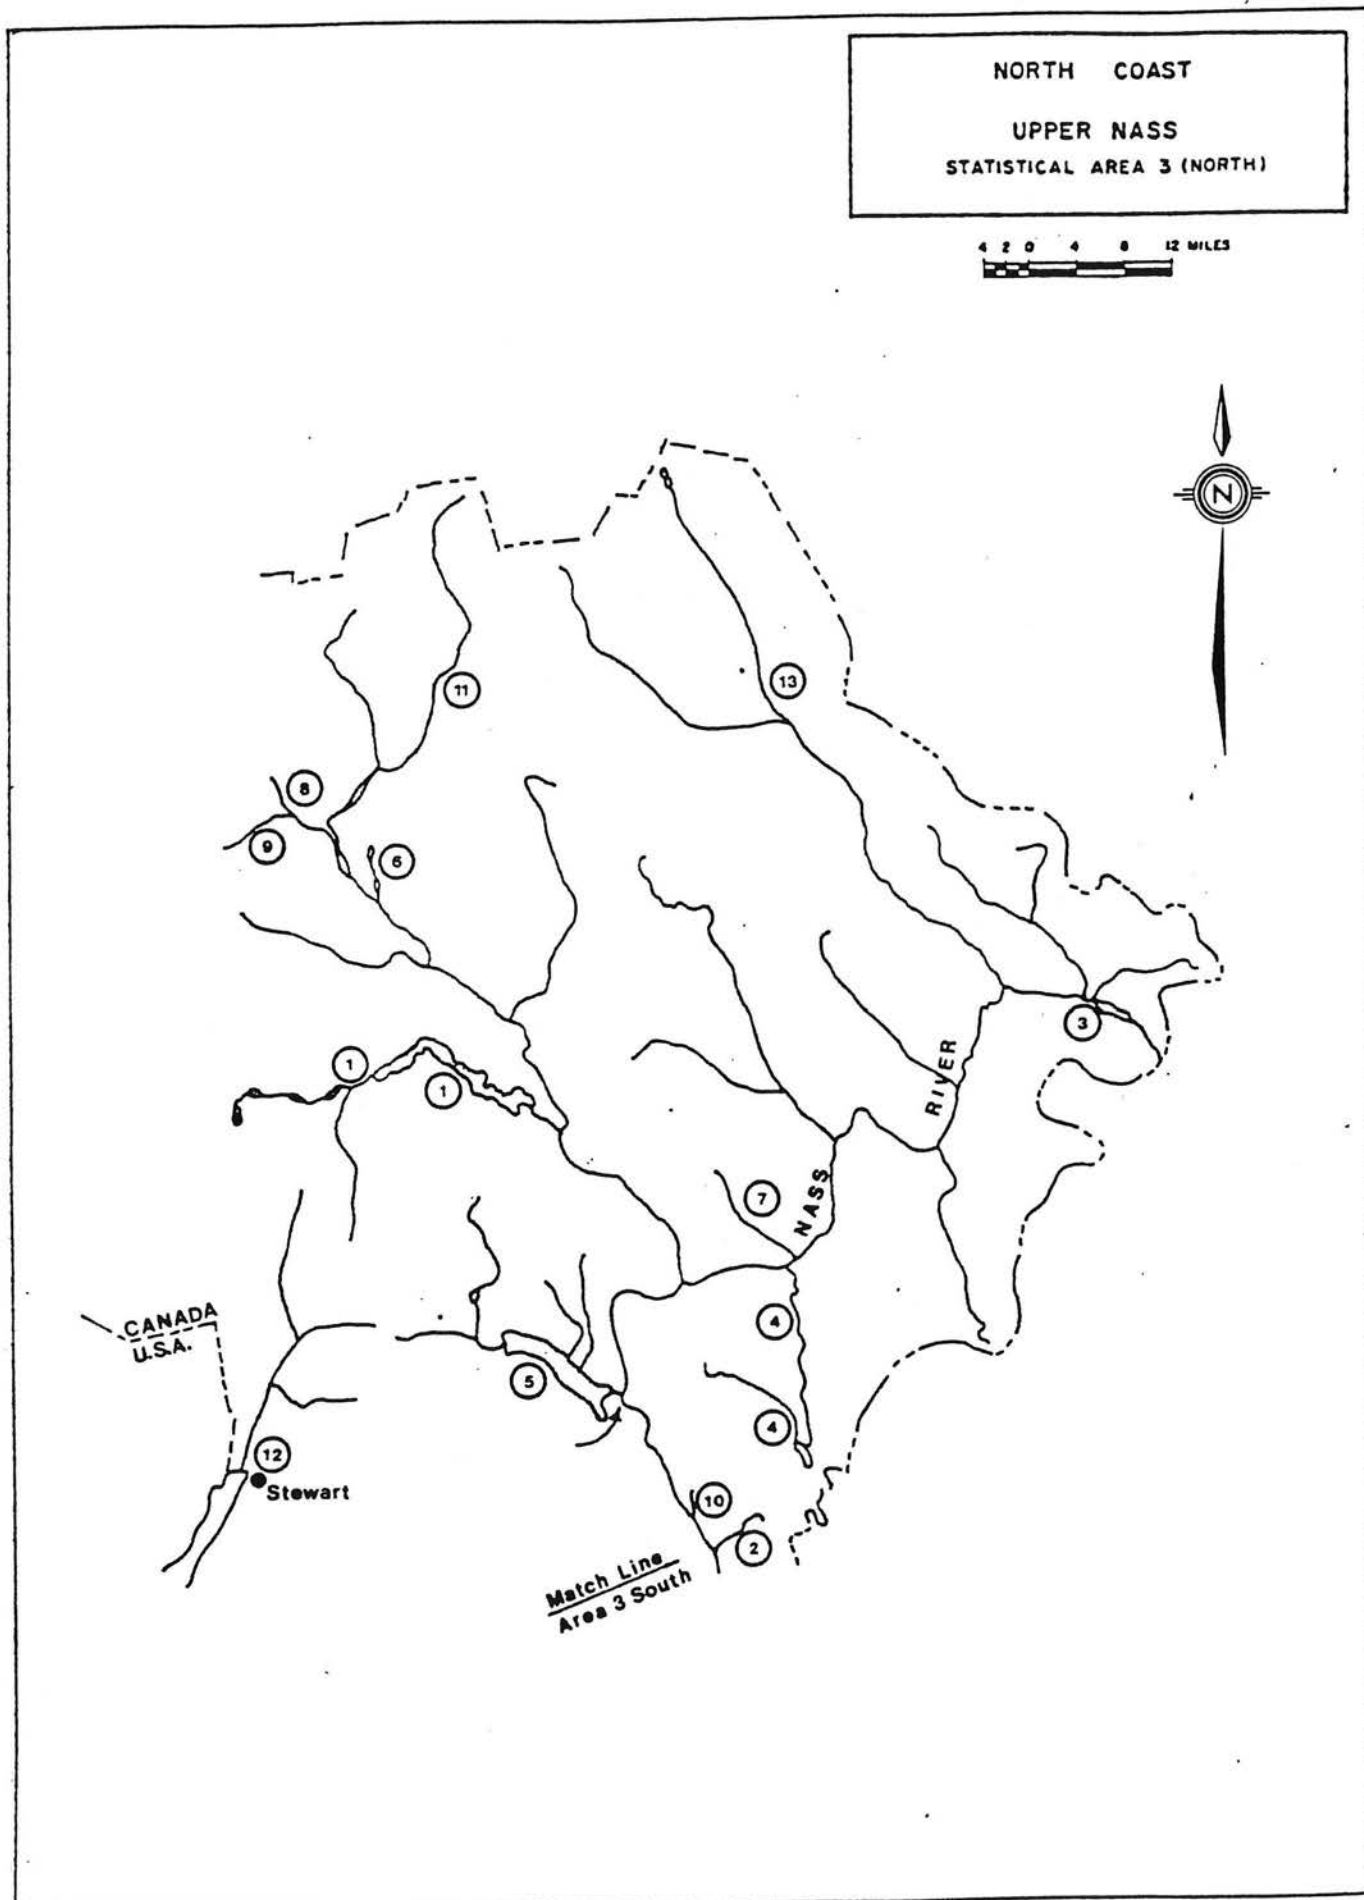 NORTH COAST
UPPER NASS
STATISTICAL AREA 3 (NORTH)
4 2 0 4 8 12 MILES
N
13
11
8
9
6
3
1
1
RIVER
7
NASS
CANADA
U.S.A.
4
5
4
12
Stewart
10
2
Match Line
Area 3 South